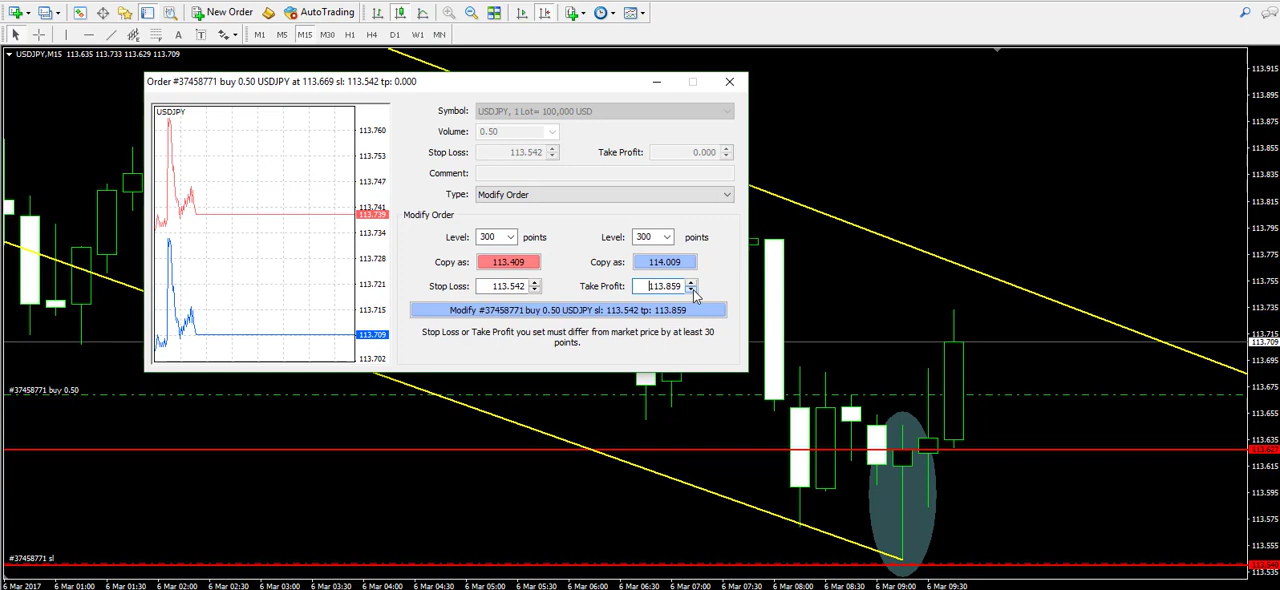 New Order
AutoTrading
A
T
M1 M5 M15 M30 H1 H4 D1 W1 MN
USDJPY,M15 113.635 113.733 113.629 113.709
Order #37458771 buy 0.50 USDJPY at 113.669 sl: 113.542 tp: 0.000
USDJPY
113.760
113.753
113.747
113.741
113.739
113.734
113.728
113.721
113.715
113.709
113.702
Symbol: USDJPY, 1 Lot= 100,000 USD
Volume: 0.50
Stop Loss: 113.542 Take Profit: 0.000
Comment:
Type: Modify Order
Modify Order
Level: 300 points Level: 300 points
Copy as: 113.409 Copy as: 114.009
Stop Loss: 113.542 Take Profit: 113.859
Modify #37458771 buy 0.50 USDJPY sl: 113.542 tp: 113.859
Stop Loss or Take Profit you set must differ from market price by at least 30
points.
#37458771 buy 0.50
#37458771 sl
113.915
113.895
113.875
113.835
113.815
113.795
113.775
113.755
113.735
113.709
113.695
113.675
113.655
113.635
113.615
113.595
113.575
113.555
113.535
6 Mar 2017 6 Mar 01:00 6 Mar 01:30 6 Mar 02:00 6 Mar 02:30 6 Mar 03:00 6 Mar 03:30 6 Mar 04:00 6 Mar 04:30 6 Mar 05:00 6 Mar 05:30 6 Mar 06:00 6 Mar 06:30 6 Mar 07:00 6 Mar 07:30 6 Mar 08:00 6 Mar 08:30 6 Mar 09:00 6 Mar 09:30